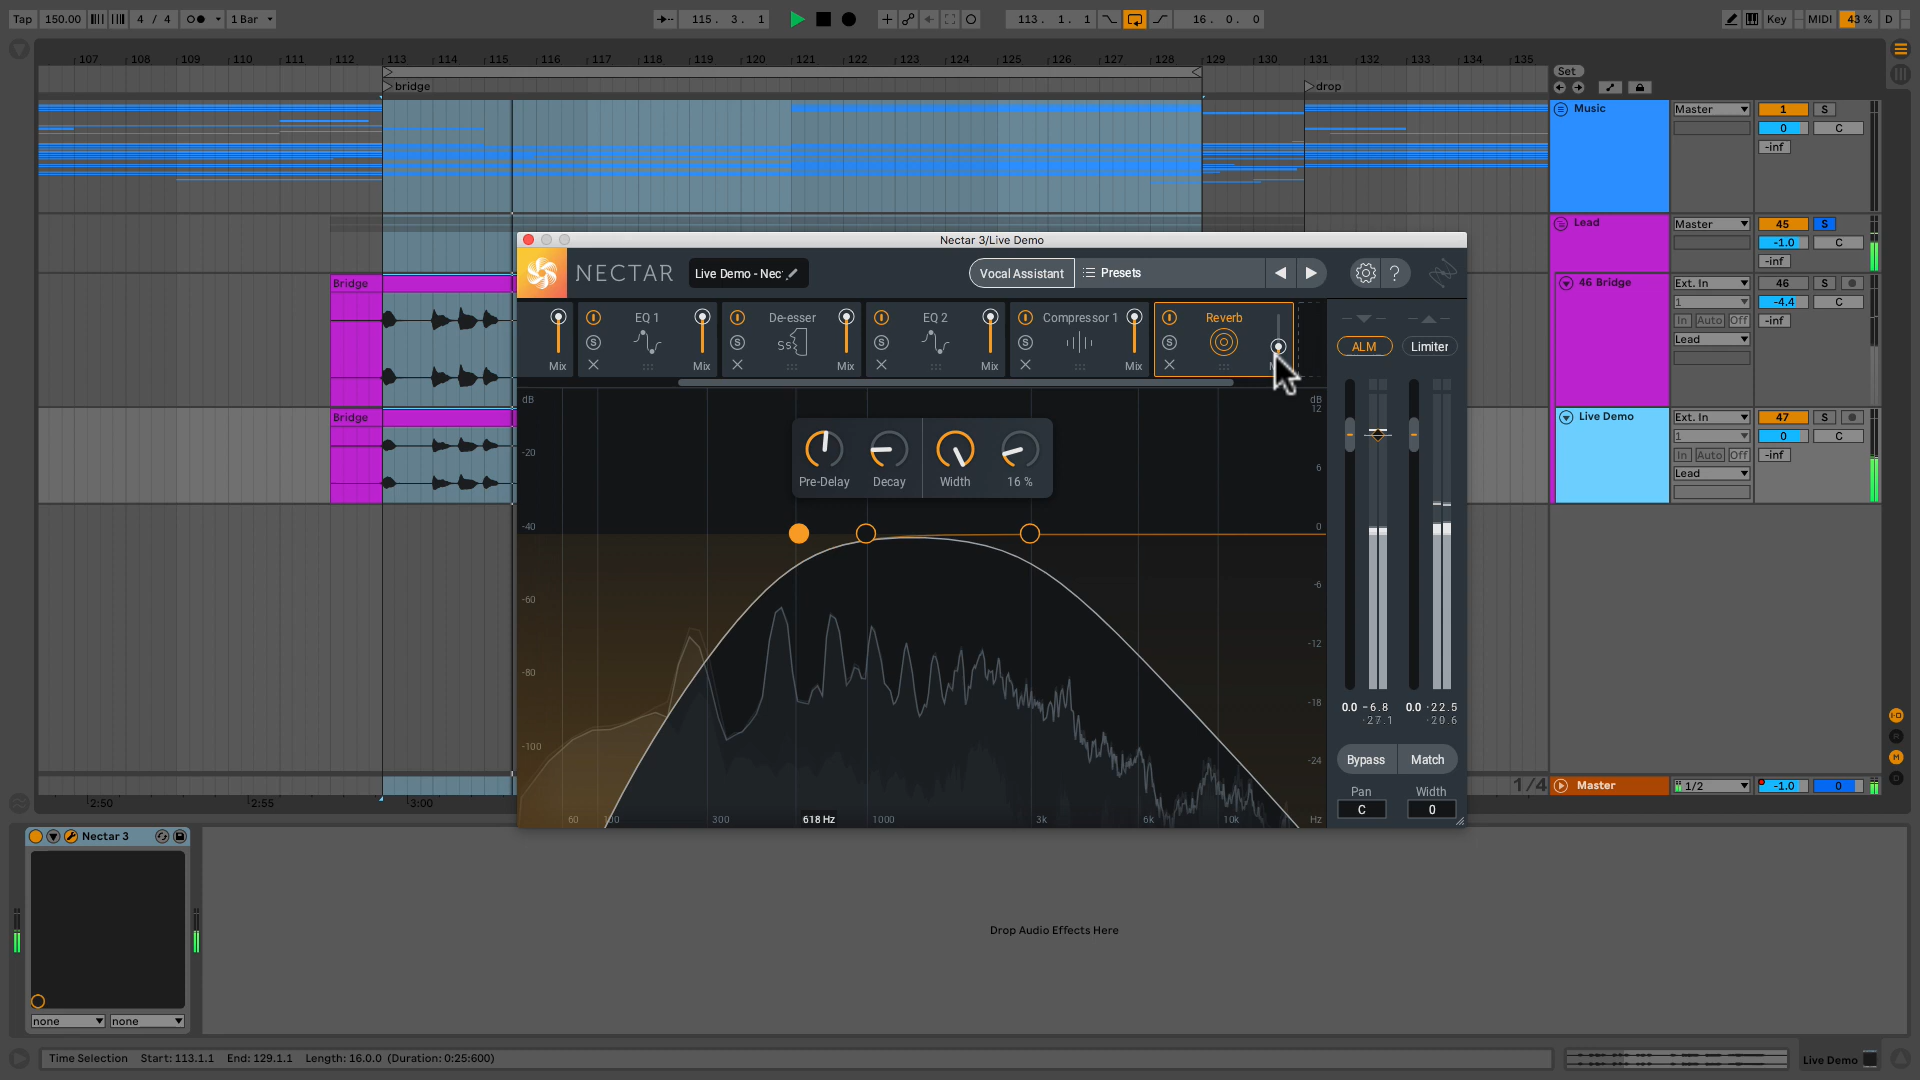 Tap 150.00 4 / 4 1 Bar 115. 3. 1 113. 1. 1 16. 0. 0 Key MIDI 43 % D
107 108 109 110 111 112 113 114 115 116 117 118 119 120 121 122 123 124 125 126 127 128 129 130 131 132 133 134 135
Set
bridge drop
Music Master 1 S
0 C
-inf
Lead Master 45 S
-1.0 C
-inf
Nectar 3/Live Demo
NECTAR Live Demo - Nec Vocal Assistant Presets ?
Bridge 46 Bridge Ext. In 46 S
1 -4.4 C
In Auto Off -inf
Lead
EQ 1 De-esser EQ 2 Compressor 1 Reverb
S S S S S
Mix Mix Mix Mix Mix
ALM Limiter
Bridge Live Demo Ext. In 47 S
1 0 C
In Auto Off -inf
Lead
dB dB
12
-20
6
Pre-Delay Decay Width 16 %
-40 0
-60 -6
-12
-80
-18
-100
-24
60 100 300 618 Hz 1000 3k 6k 10k Hz
0.0 -6.8 0.0 -22.5
-27.1 -20.6
Bypass Match
Pan Width
C 0
2:50 2:55 3:00
1/4 Master 1/2 -1.0 0
Nectar 3
none none
Drop Audio Effects Here
Time Selection Start: 113.1.1 End: 129.1.1 Length: 16.0.0 (Duration: 0:25:600)
Live Demo